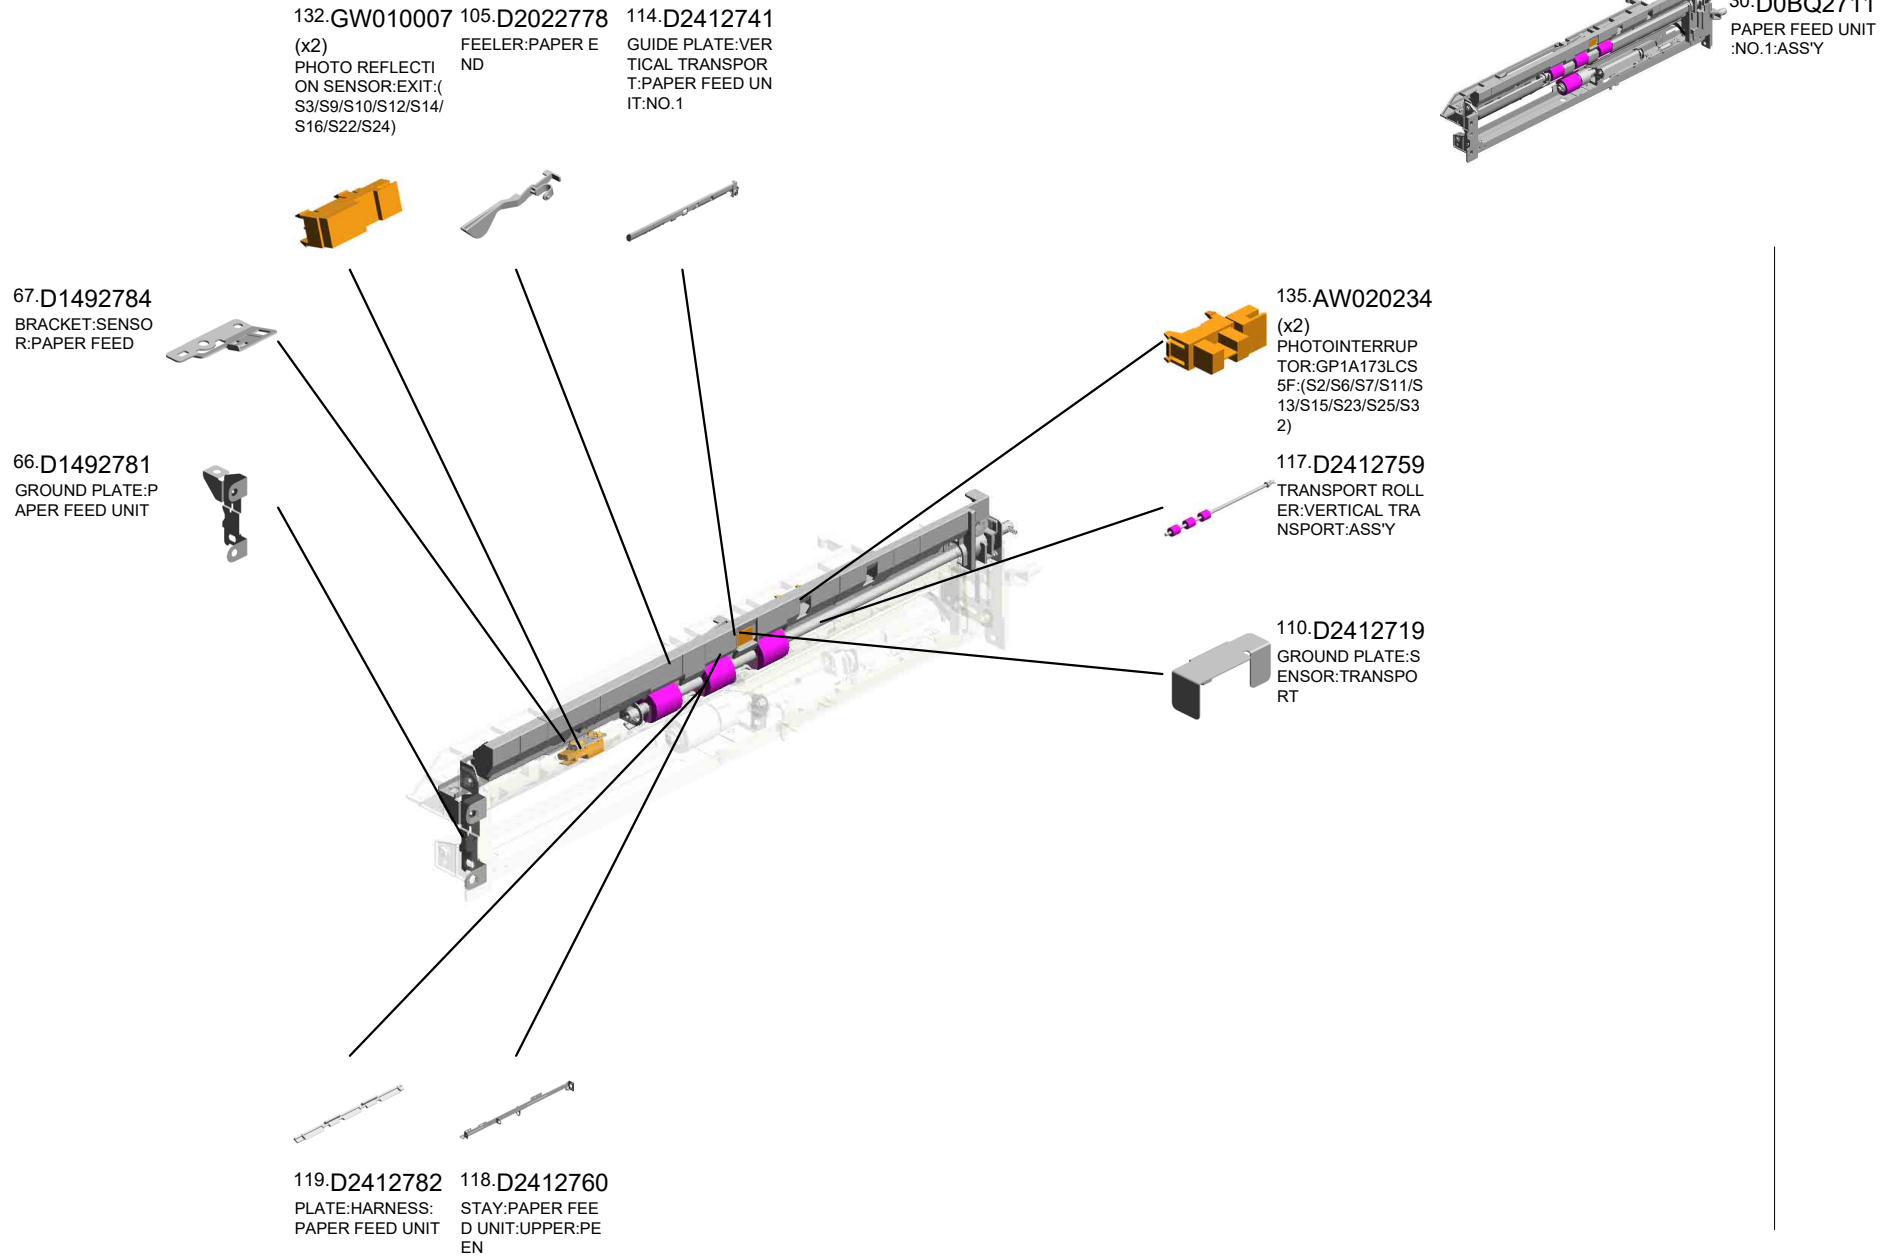 132.GW010007
(x2)
PHOTO REFLECTI
ON SENSOR:EXIT:(
S3/S9/S10/S12/S14/
S16/S22/S24)
105.D2022778
FEELER:PAPER E
ND
114.D2412741
GUIDE PLATE:VER
TICAL TRANSPOR
T:PAPER FEED UN
IT:NO.1
30.D0BQ2711
PAPER FEED UNIT
:NO.1:ASS'Y
67.D1492784
BRACKET:SENSO
R:PAPER FEED
135.AW020234
(x2)
PHOTOINTERRUP
TOR:GP1A173LCS
5F:(S2/S6/S7/S11/S
13/S15/S23/S25/S3
2)
66.D1492781
GROUND PLATE:P
APER FEED UNIT
117.D2412759
TRANSPORT ROLL
ER:VERTICAL TRA
NSPORT:ASS'Y
110.D2412719
GROUND PLATE:S
ENSOR:TRANSPO
RT
119.D2412782
PLATE:HARNESS:
PAPER FEED UNIT
118.D2412760
STAY:PAPER FEE
D UNIT:UPPER:PE
EN